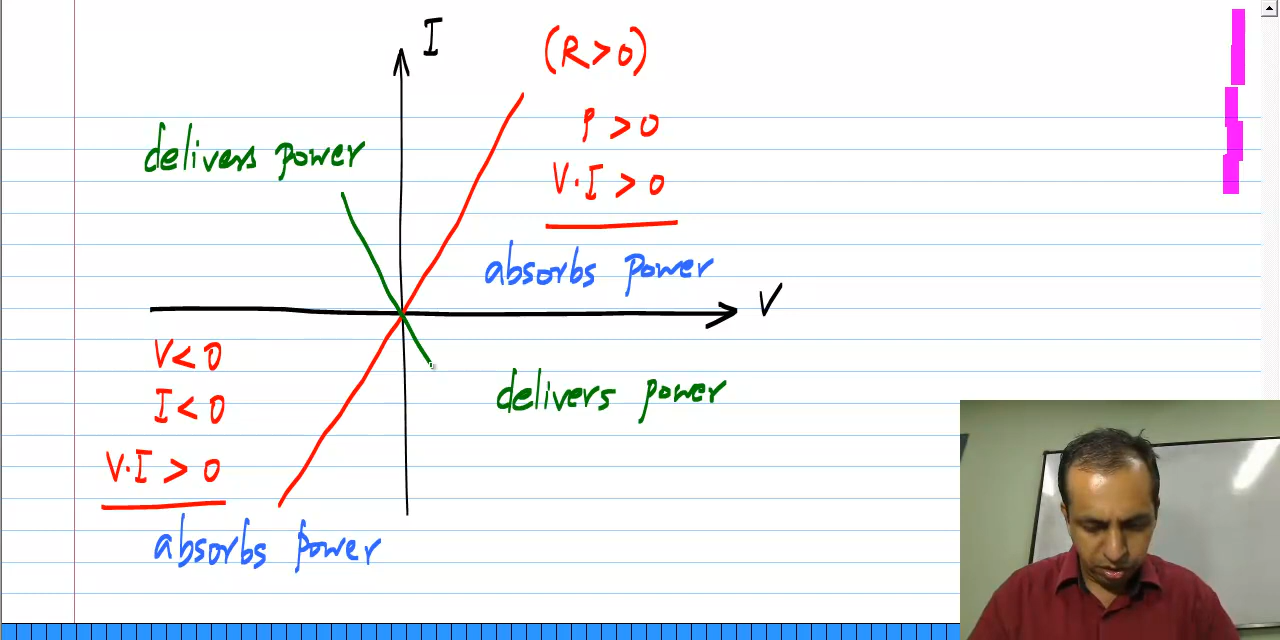 I
(R > 0)
P > 0
delivers power
V·I > 0
absorbs power
V
V < 0
I < 0
delivers power
V·I > 0
absorbs power